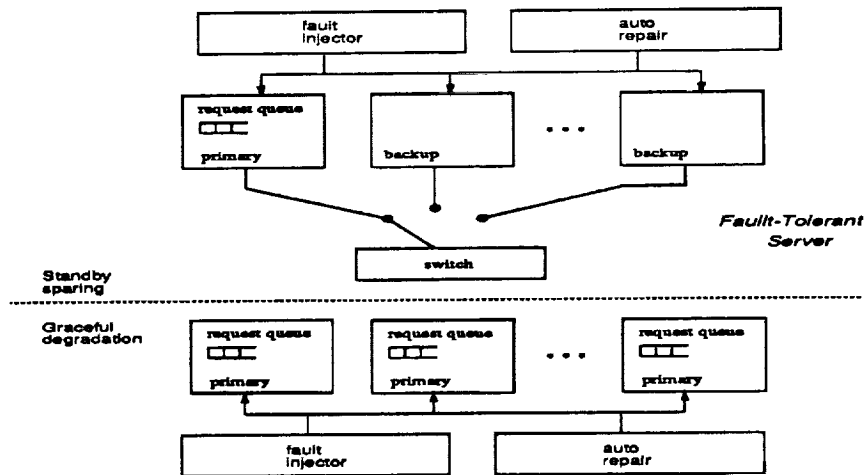 fault
injector
auto
repair
request queue
primary
backup
• • •
backup
Fault-Tolerant
Server
switch
Standby
sparing
Graceful
degradation
request queue
primary
request queue
primary
• • •
request queue
primary
fault
injector
auto
repair